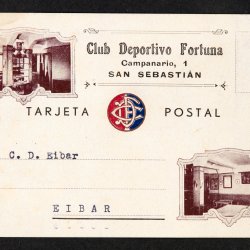 Club Deportivo Fortuna
Campanario, 1
SAN SEBASTIÁN
TARJETA POSTAL
C. D. Eibar
EIBAR